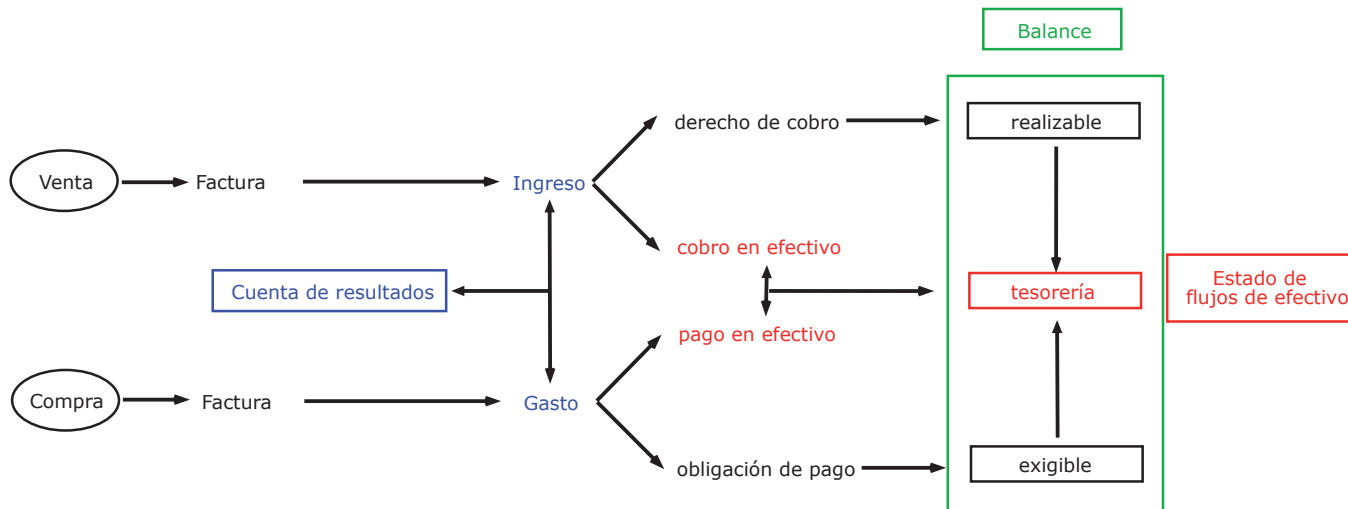 Balance
derecho de cobro
realizable
Venta
Factura
Ingreso
cobro en efectivo
Cuenta de resultados
tesorería
Estado de
flujos de efectivo
pago en efectivo
Compra
Factura
Gasto
obligación de pago
exigible